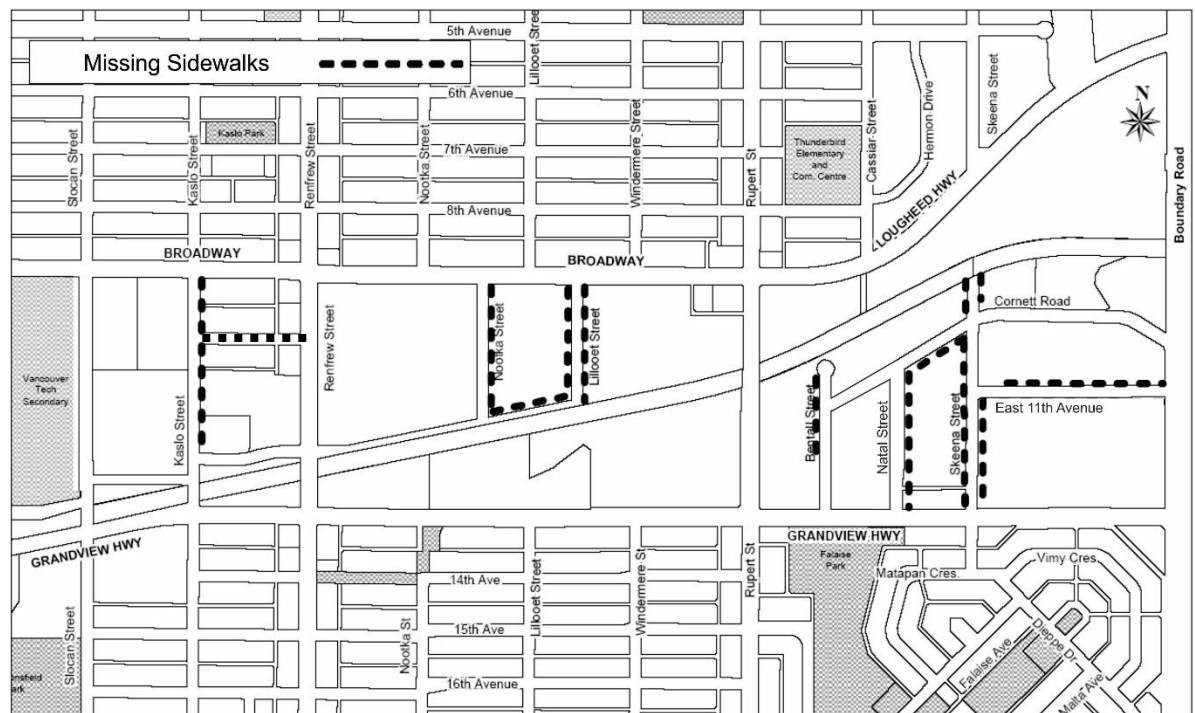 5th Avenue
Missing Sidewalks
Lillooet Street
6th Avenue
Skeena Street
N
Kaslo Park
Slocan Street
Kaslo Street
Renfrew Street
Nootka Street
7th Avenue
Windermere Street
Rupert St
Thunderbird
Elementary
and
Com. Centre
Cassiar Street
Hermon Drive
Boundary Road
8th Avenue
LOUGHEED HWY
BROADWAY
BROADWAY
Cornett Road
Renfrew Street
Nootka Street
Lillooet Street
Vancouver
Tech
Secondary
Kaslo Street
Bentall Street
Natal Street
Skeena Street
East 11th Avenue
GRANDVIEW HWY
GRANDVIEW HWY
Falaise
Park
Matapan Cres.
Vimy Cres.
14th Ave
Lillooet Street
Windermere St
Rupert St
Slocan Street
Nootka St
15th Ave
Dieppe Dr
Falaise Ave
16th Avenue
Malta Ave
onsfield
ark